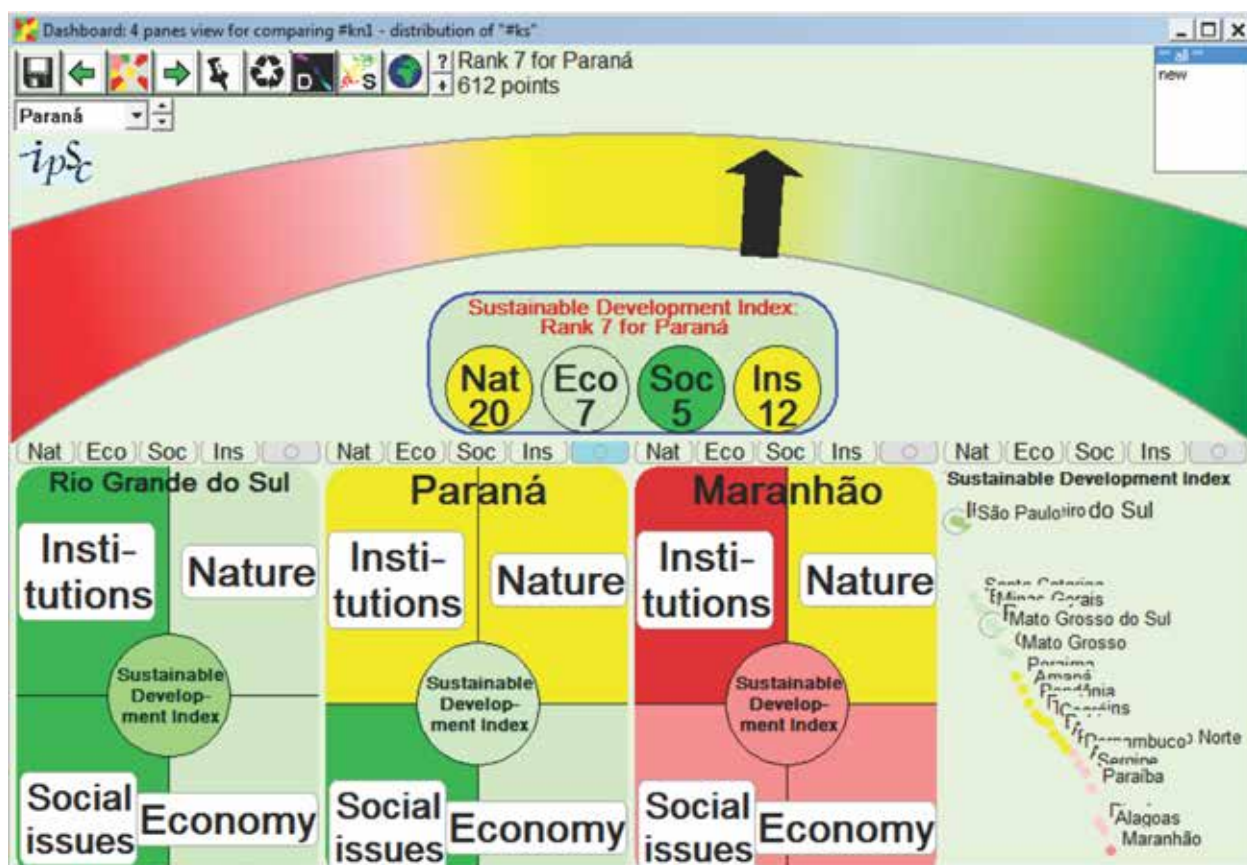 Dashboard: 4 panes view for comparing #kn1 - distribution of "#ks"
D
S
?
Rank 7 for Paraná
612 points
new
Paraná
ipsc
Sustainable Development Index:
Rank 7 for Paraná
Nat
20
Eco
7
Soc
5
Ins
12
Nat Eco Soc Ins
Nat Eco Soc Ins
Nat Eco Soc Ins
Nat Eco Soc Ins
Rio Grande do Sul
Insti-
tutions
Nature
Sustainable
Develop-
ment Index
Social
issues
Economy
Paraná
Insti-
tutions
Nature
Sustainable
Develop-
ment Index
Social
issues
Economy
Maranhão
Insti-
tutions
Nature
Sustainable
Develop-
ment Index
Social
issues
Economy
Sustainable Development Index
São Paulo do Sul
Minas Gerais
Mato Grosso do Sul
Mato Grosso
Pernambuco Norte
Sergipe
Paraíba
Alagoas
Maranhão